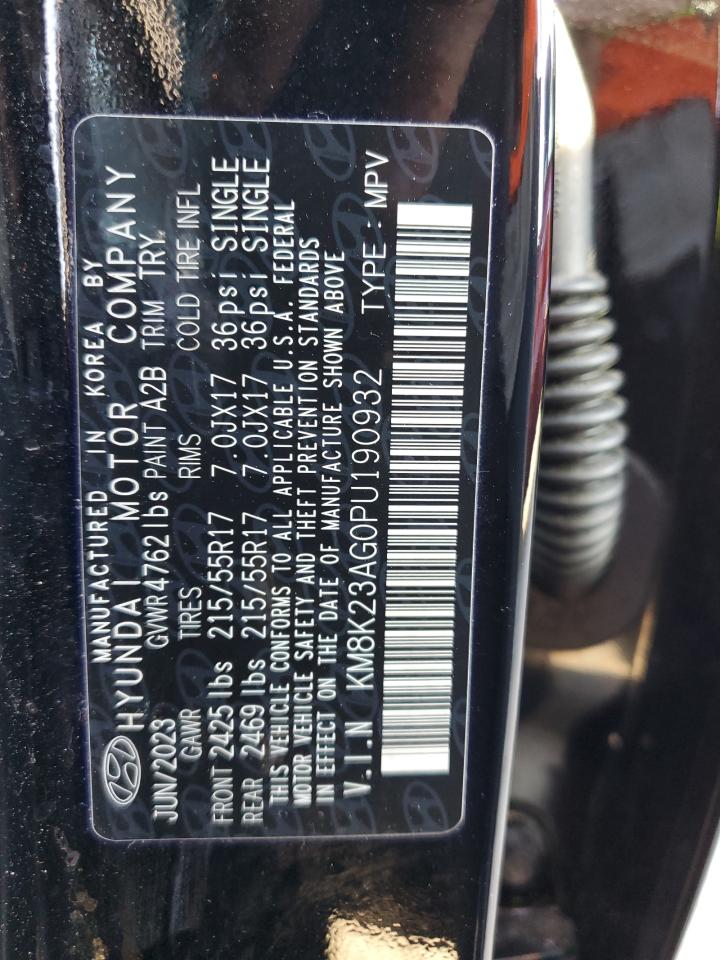 MANUFACTURED IN KOREA BY
HYUNDAI MOTOR COMPANY
JUN/2023 GVWR 4762 lbs PAINT A2B TRIM TRY
GAWR TIRES RIMS COLD TIRE INFL
FRONT 2425 lbs 215/55R17 7.0JX17 36psi SINGLE
REAR 2469 lbs 215/55R17 7.0JX17 36psi SINGLE
THIS VEHICLE CONFORMS TO ALL APPLICABLE U.S.A. FEDERAL
MOTOR VEHICLE SAFETY AND THEFT PREVENTION STANDARDS
IN EFFECT ON THE DATE OF MANUFACTURE SHOWN ABOVE
V.I.N KM8K23AG0PU190932 TYPE : MPV